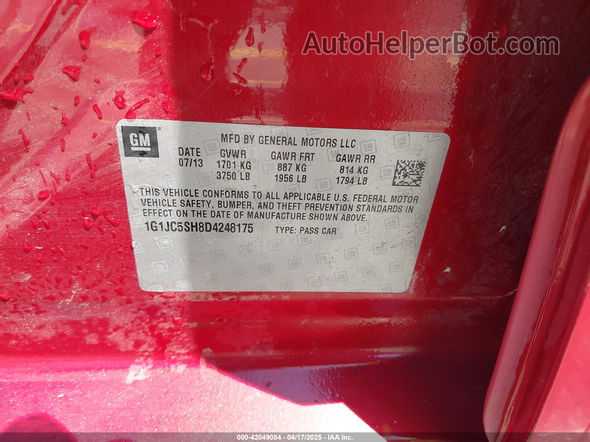 AutoHelperBot.com
GM
MFD BY GENERAL MOTORS LLC
DATE GVWR GAWR FRT GAWR RR
07/13 1701 KG 887 KG 814 KG
3750 LB 1956 LB 1794 LB
THIS VEHICLE CONFORMS TO ALL APPLICABLE U.S. FEDERAL MOTOR
VEHICLE SAFETY, BUMPER, AND THEFT PREVENTION STANDARDS IN
EFFECT ON THE DATE OF MANUFACTURE SHOWN ABOVE.
1G1JC5SH8D4248175 TYPE: PASS CAR
000-42049084 - 04/17/2025 - IAA Inc.